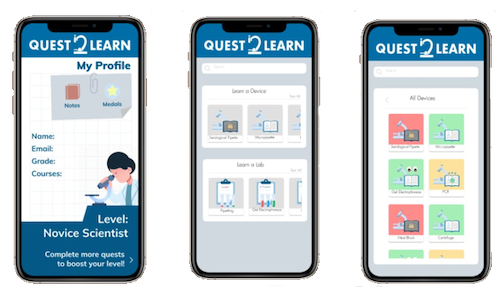 QUEST 2 LEARN
My Profile
Notes
Medals
Name:
Email:
Grade:
Courses:
Level:
Novice Scientist
Complete more quests
to boost your level!
QUEST 2 LEARN
Search
Learn a Device
See All
Serological Pipette
Micropipette
Learn a Lab
See All
Pipeting
Gel Electrophoresis
QUEST 2 LEARN
Search
All Devices
Serological Pipette
Micropipette
Gel Electrophoresis
PCR
Heat Block
Centrifuge